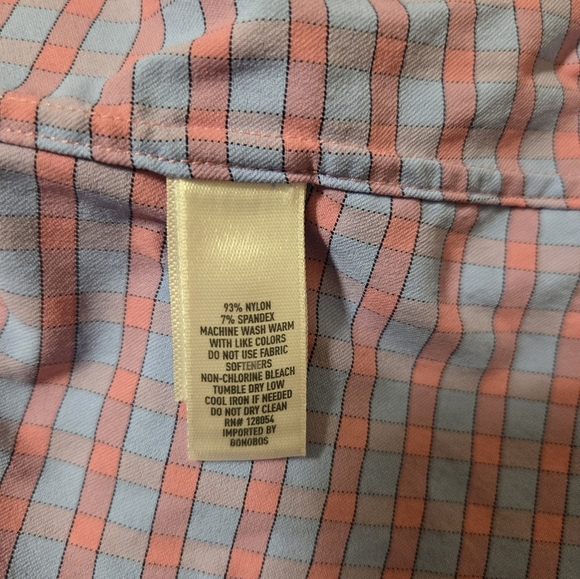 93% NYLON
7% SPANDEX
MACHINE WASH WARM
WITH LIKE COLORS
DO NOT USE FABRIC
SOFTENERS
NON-CHLORINE BLEACH
TUMBLE DRY LOW
COOL IRON IF NEEDED
DO NOT DRY CLEAN
RN# 128054
IMPORTED BY
BONOBOS